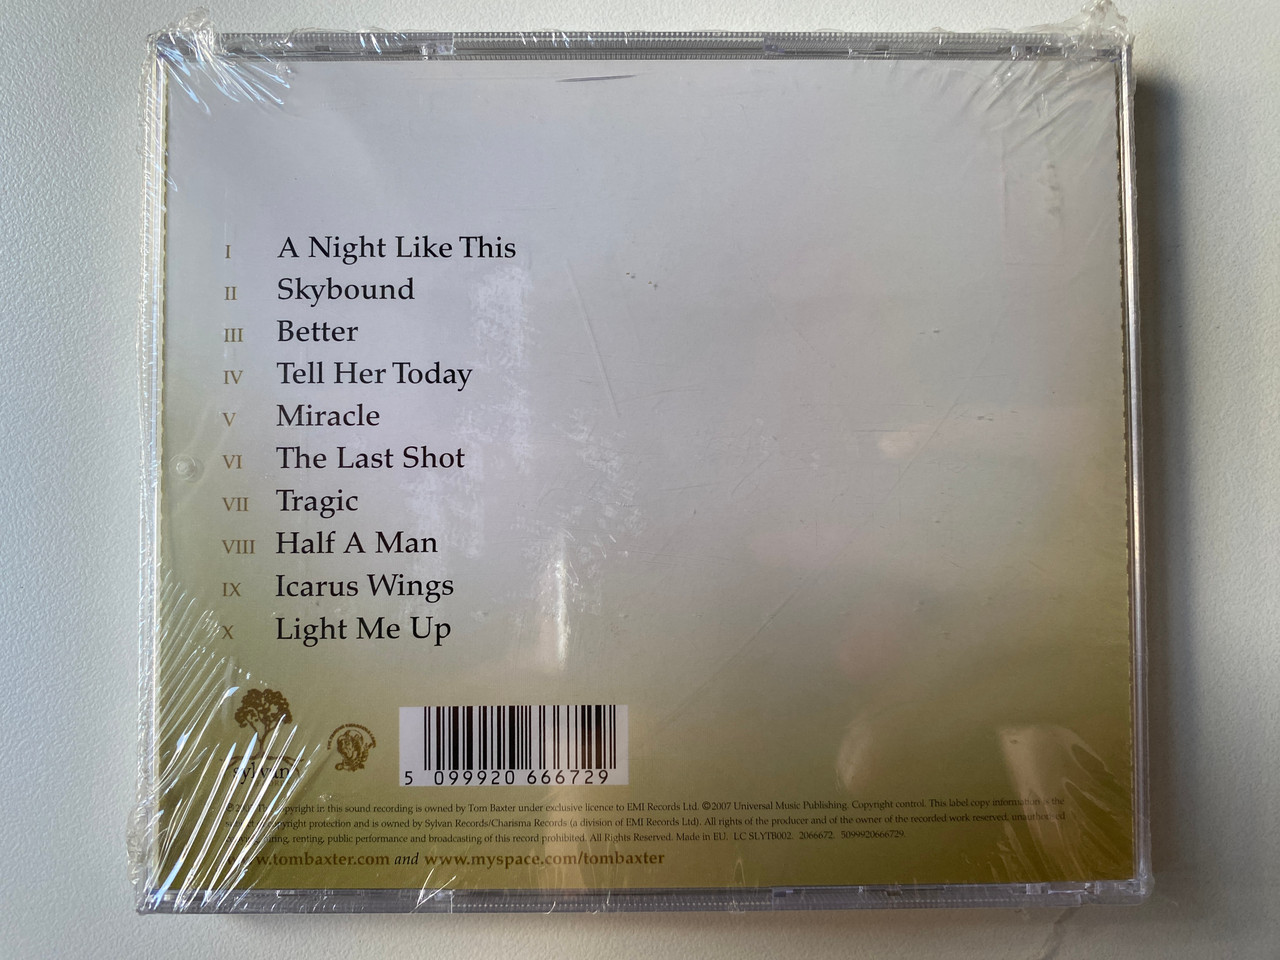 I A Night Like This
II Skybound
III Better
IV Tell Her Today
V Miracle
VI The Last Shot
VII Tragic
VIII Half A Man
IX Icarus Wings
X Light Me Up
sylvan
5 099920 666729
copyright in this sound recording is owned by Tom Baxter under exclusive licence to EMI Records Ltd. ©2007 Universal Music Publishing. Copyright control. This label copy information is the
copyright protection and is owned by Sylvan Records/Charisma Records (a division of EMI Records Ltd). All rights of the producer and of the owner of the recorded work reserved, unauthorised
renting, public performance and broadcasting of this record prohibited. All Rights Reserved. Made in EU. LC SLYTB002. 2066672. 5099920666729.
www.tombaxter.com and www.myspace.com/tombaxter